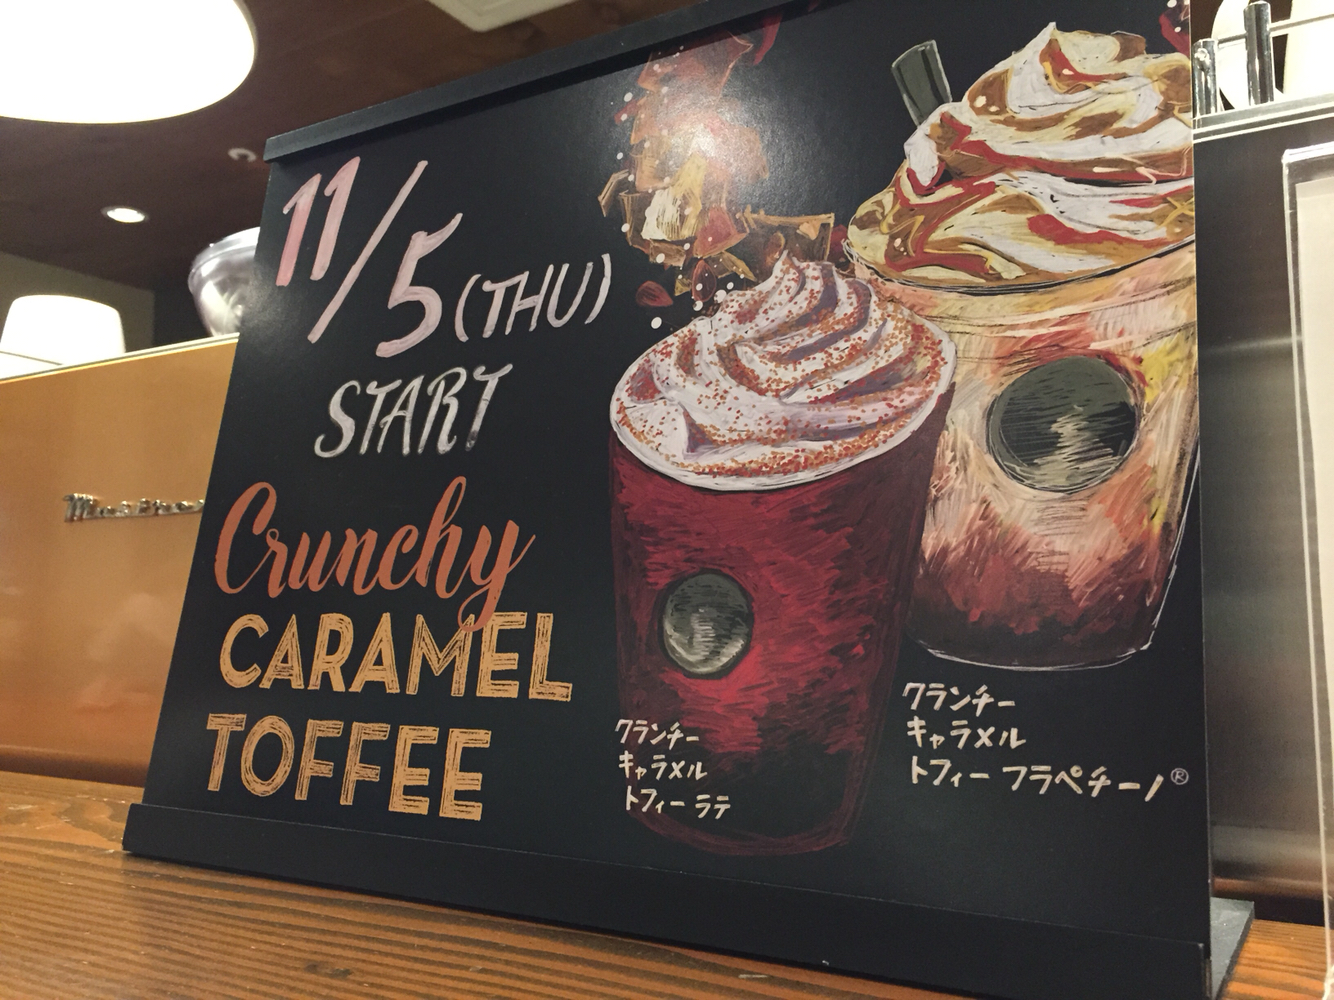 11/5(THU)
START
Crunchy
CARAMEL
TOFFEE
クランチー
キャラメル
トフィー ラテ
クランチー
キャラメル
トフィー フラペチーノ®